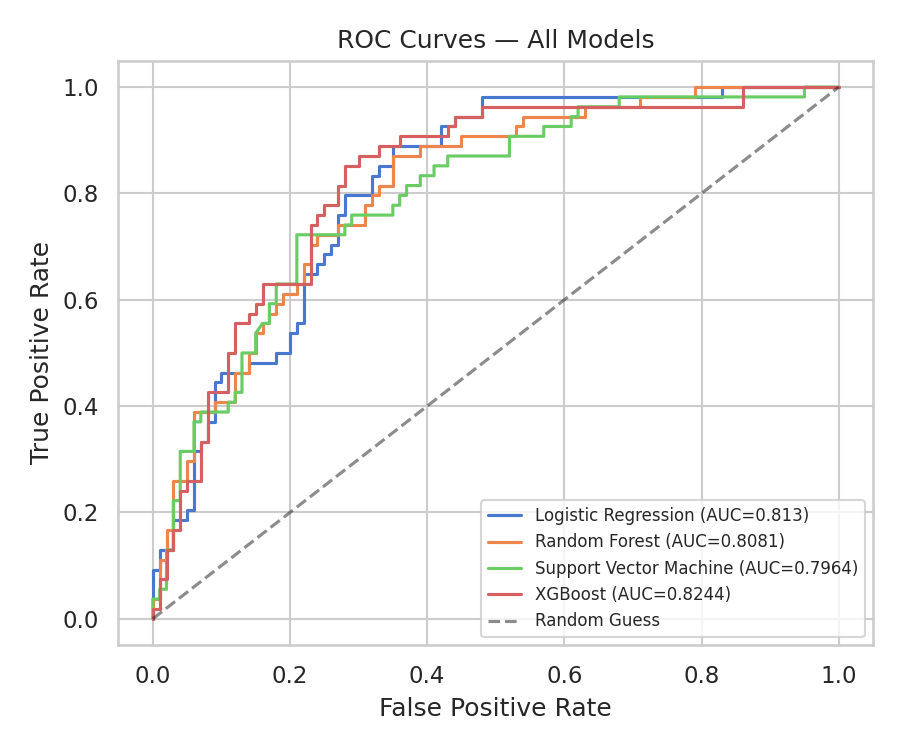 ROC Curves — All Models
True Positive Rate
1.0
0.8
0.6
0.4
0.2
0.0
Logistic Regression (AUC=0.813)
Random Forest (AUC=0.8081)
Support Vector Machine (AUC=0.7964)
XGBoost (AUC=0.8244)
Random Guess
0.0 0.2 0.4 0.6 0.8 1.0
False Positive Rate